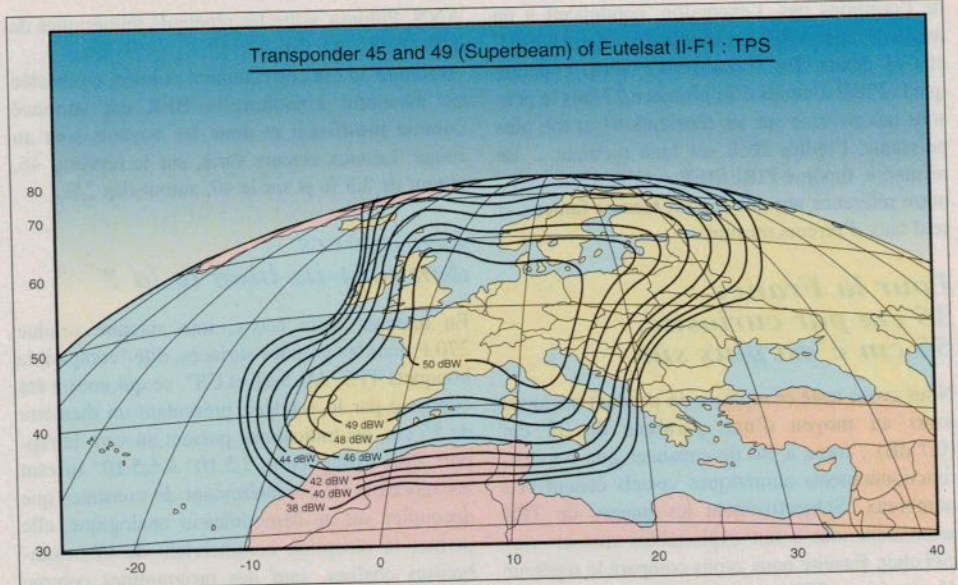 Transponder 45 and 49 (Superbeam) of Eutelsat II-F1 : TPS
80
70
60
50
50 dBW
49 dBW
40
48 dBW
44 dBW
46 dBW
42 dBW
40 dBW
38 dBW
30
-20
-10
0
10
20
30
40